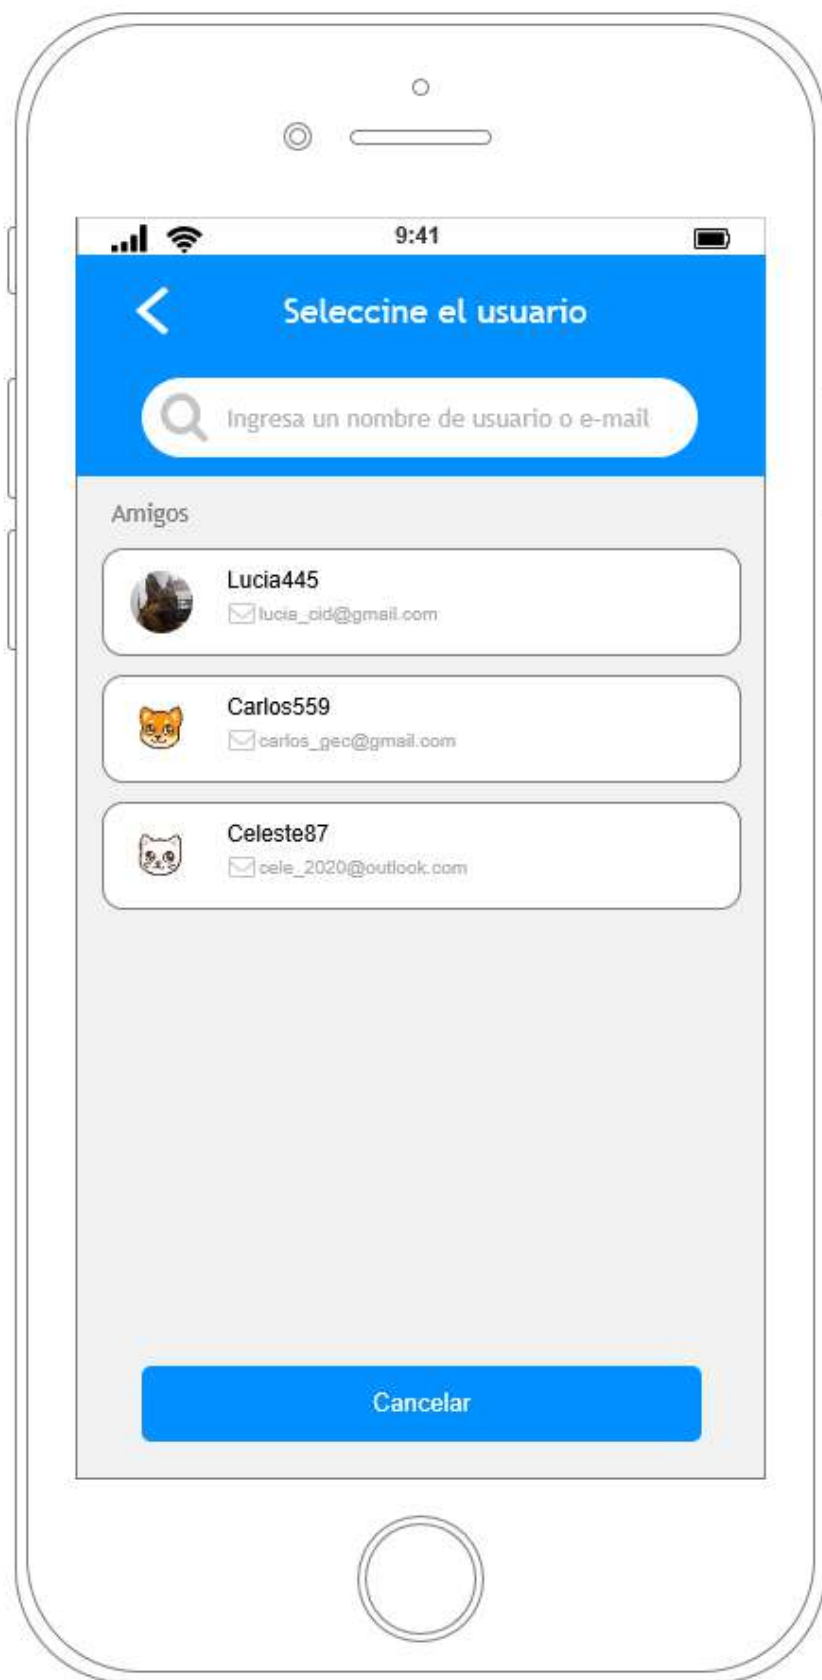 9:41
Seleccine el usuario
Ingresa un nombre de usuario o e-mail
Amigos
Lucia445
lucia_cid@gmail.com
Carlos559
carlos_gec@gmail.com
Celeste87
cele_2020@outlook.com
Cancelar